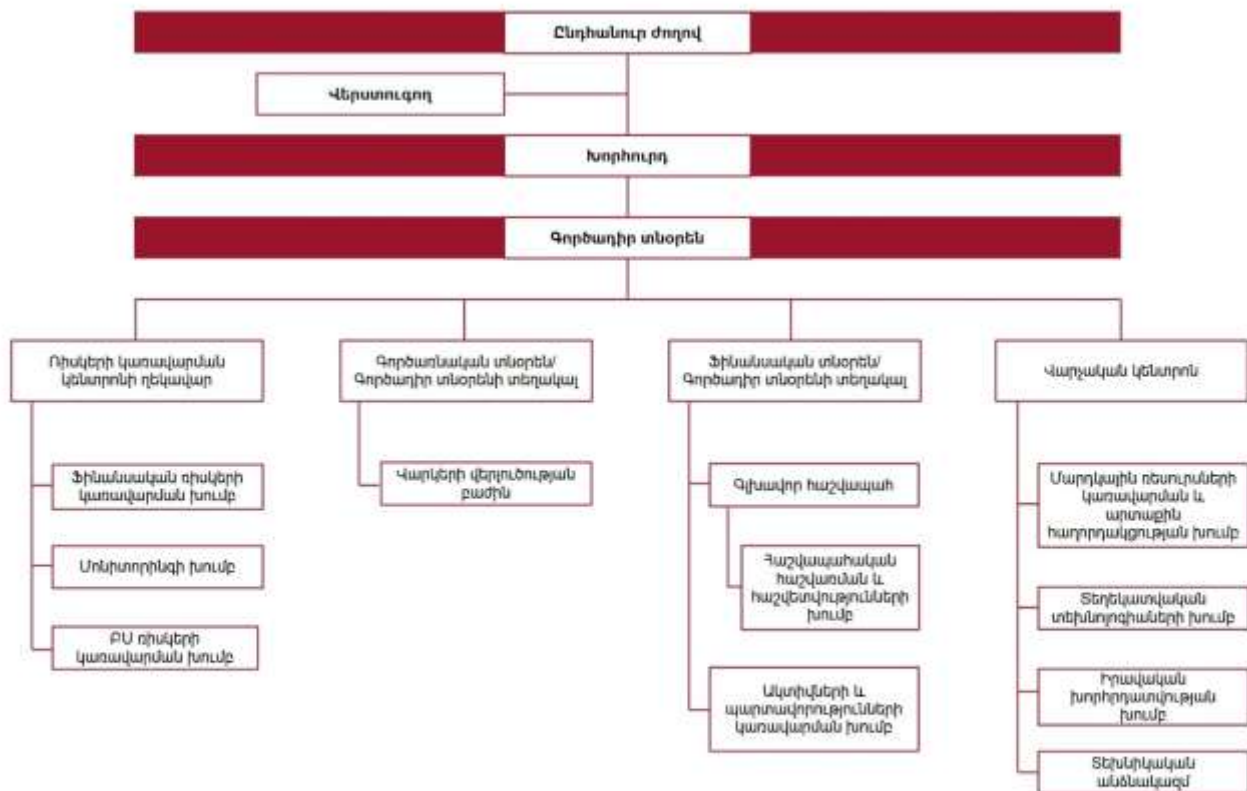 Ընդհանուր ժողով
Վերստուգող
Խորհուրդ
Գործադիր տնօրեն
Ռիսկերի կառավարման
կենտրոնի ղեկավար
Ֆինանսական ռիսկերի
կառավարման խումբ
Մոնիտորինգի խումբ
ԲՍ ռիսկերի
կառավարման խումբ
Գործառնական տնօրեն/
Գործադիր տնօրենի տեղակալ
Վարկերի վերլուծության
բաժին
Ֆինանսական տնօրեն/
Գործադիր տնօրենի տեղակալ
Գլխավոր հաշվապահ
Հաշվապահական
հաշվառման և
հաշվետվությունների
խումբ
Ակտիվների և
պարտավորությունների
կառավարման խումբ
Վարչական կենտրոն
Մարդկային ռեսուրսների
կառավարման և
արտաքին
հաղորդակցության խումբ
Տեղեկատվական
տեխնոլոգիաների խումբ
Իրավական
խորհրդատվության
խումբ
Տեխնիկական
անձնակազմ